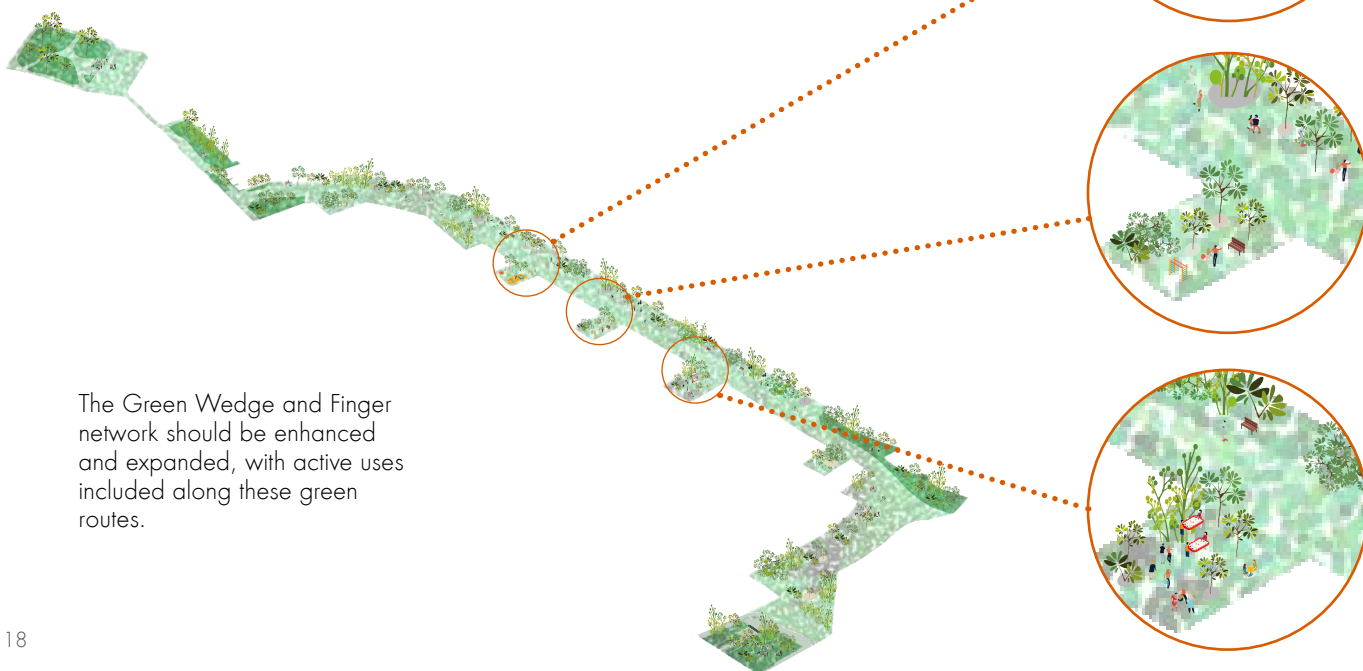 The Green Wedge and Finger
network should be enhanced
and expanded, with active uses
included along these green
routes.
18